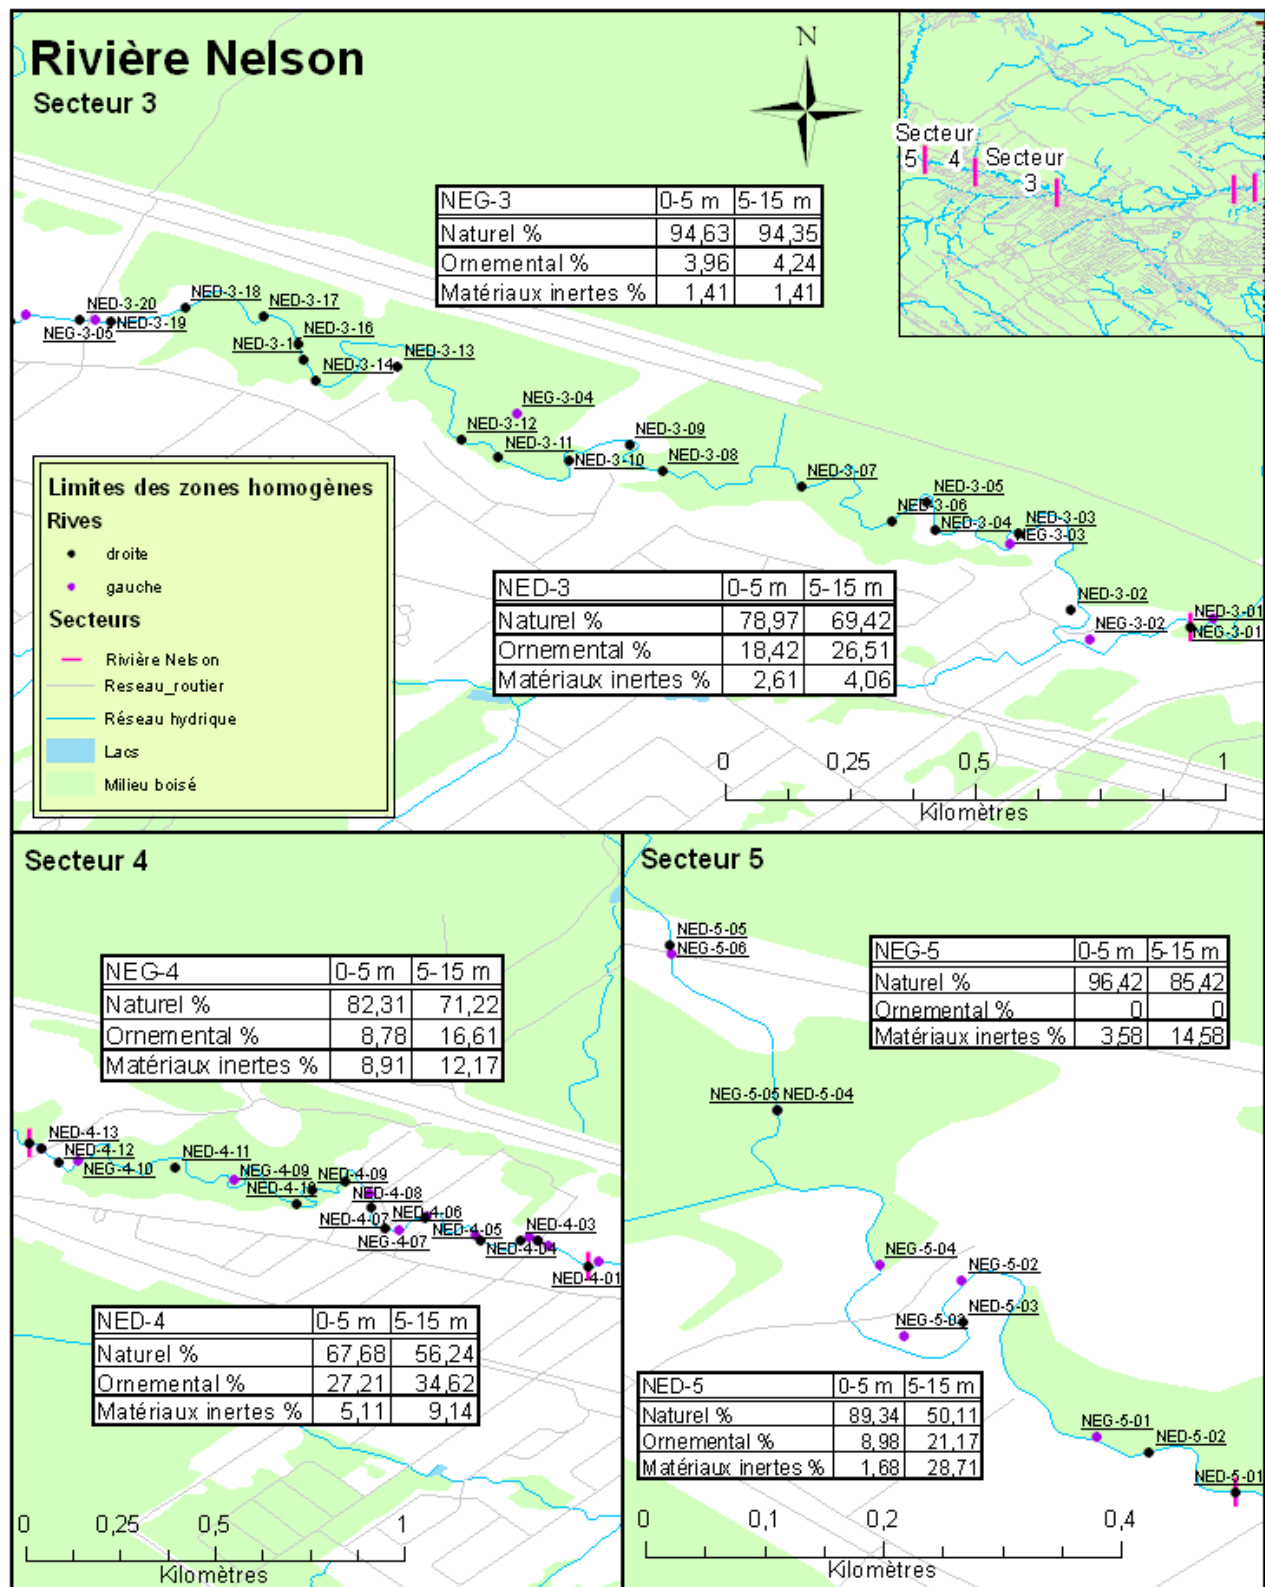 Rivière Nelson
Secteur 3
N
Secteur
5 4 Secteur
3
NEG-3 0-5 m 5-15 m
Naturel % 94,63 94,35
Ornemental % 3,96 4,24
Matériaux inertes % 1,41 1,41
NED-3-20
NEG-3-05
NED-3-19
NED-3-18
NED-3-17
NED-3-16
NED-3-1
NED-3-14
NED-3-13
NEG-3-04
NED-3-12
NED-3-11
NED-3-10
NED-3-09
NED-3-08
NED-3-07
NED-3-06
NED-3-05
NED-3-04
NED-3-03
NEG-3-03
NED-3-02
NEG-3-02
NED-3-01
NEG-3-01
Limites des zones homogènes
Rives
droite
gauche
Secteurs
Rivière Nelson
Reseau_routier
Réseau hydrique
Lacs
Milieu boisé
NED-3 0-5 m 5-15 m
Naturel % 78,97 69,42
Ornemental % 18,42 26,51
Matériaux inertes % 2,61 4,06
0 0,25 0,5 1
Kilomètres
Secteur 4
NEG-4 0-5 m 5-15 m
Naturel % 82,31 71,22
Ornemental % 8,78 16,61
Matériaux inertes % 8,91 12,17
NED-4-13
NED-4-12
NEG-4-10
NED-4-11
NEG-4-09
NED-4-10
NED-4-09
NED-4-08
NED-4-07
NEG-4-07
NED-4-06
NED-4-05
NED-4-04
NED-4-03
NED-4-01
NED-4 0-5 m 5-15 m
Naturel % 67,68 56,24
Ornemental % 27,21 34,62
Matériaux inertes % 5,11 9,14
0 0,25 0,5 1
Kilomètres
Secteur 5
NED-5-05
NEG-5-06
NEG-5 0-5 m 5-15 m
Naturel % 96,42 85,42
Ornemental % 0 0
Matériaux inertes % 3,58 14,58
NEG-5-05 NED-5-04
NEG-5-04
NEG-5-02
NED-5-03
NEG-5-03
NED-5 0-5 m 5-15 m
Naturel % 89,34 50,11
Ornemental % 8,98 21,17
Matériaux inertes % 1,68 28,71
NEG-5-01
NED-5-02
NED-5-01
0 0,1 0,2 0,4
Kilomètres